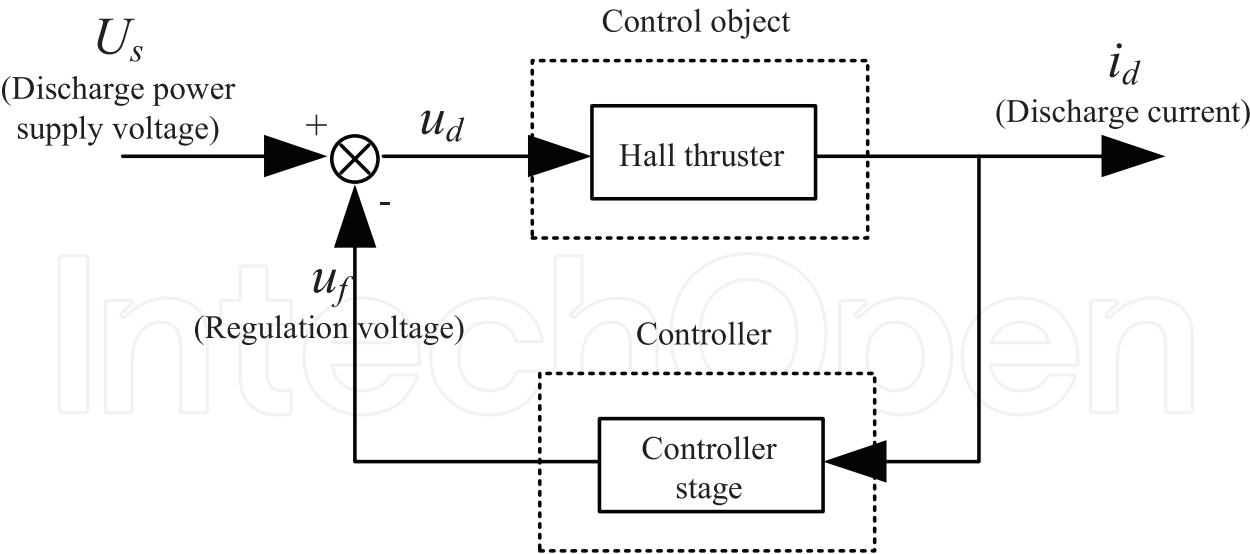 Control object
U_s
(Discharge power
supply voltage)
+
u_d
Hall thruster
i_d
(Discharge current)
-
u_f
(Regulation voltage)
Controller
Controller
stage
IntechOpen